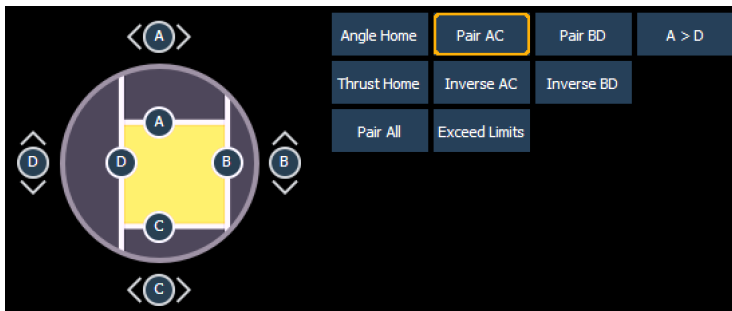 A
Angle Home Pair AC Pair BD A > D
Thrust Home Inverse AC Inverse BD
A
Pair All Exceed Limits
D D B B
C
C